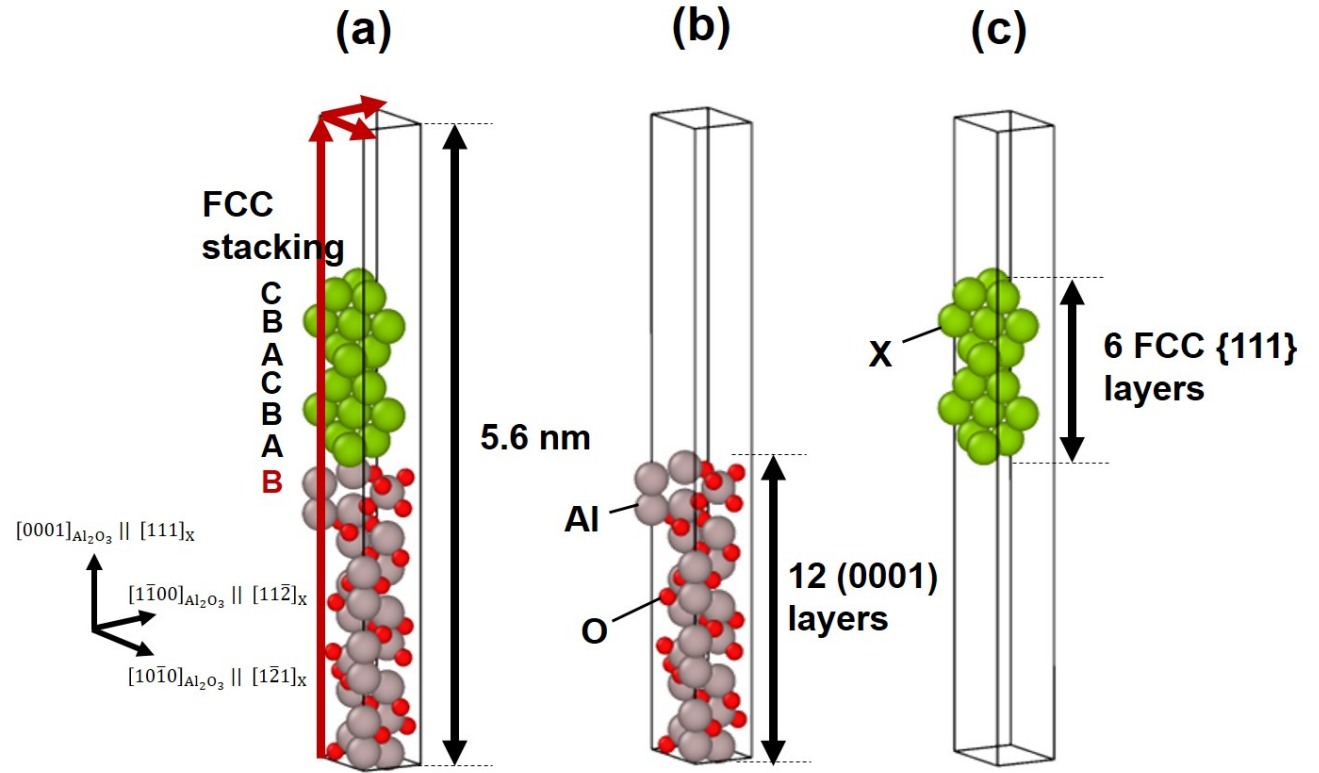 (a)
(b)
(c)
FCC
stacking
C
B
A
C
B
A
B
5.6 nm
[0001]Al₂O₃ || [111]X
[11̅00]Al₂O₃ || [112̅]X
[101̅0]Al₂O₃ || [12̅1]X
Al
O
12 (0001)
layers
X
6 FCC {111}
layers